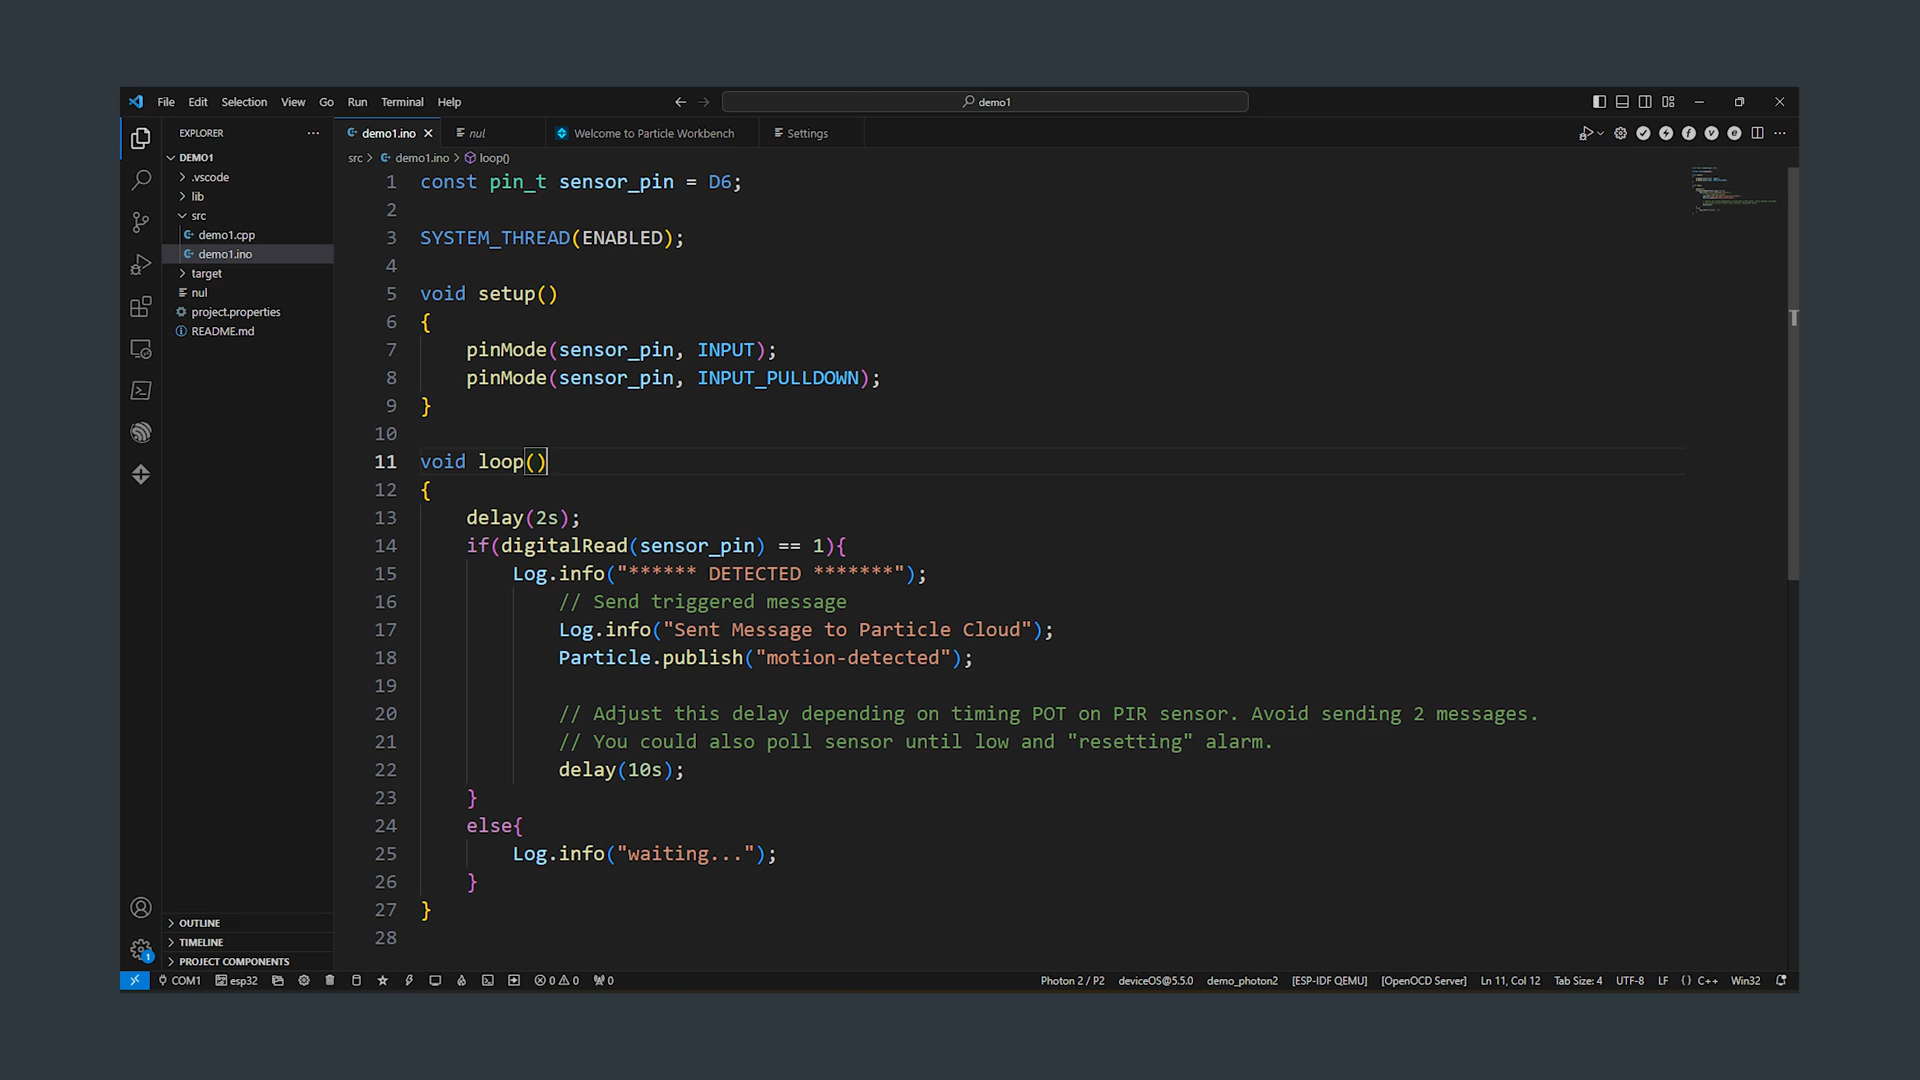 File Edit Selection View Go Run Terminal Help
demo1
EXPLORER
demo1.ino
nul
Welcome to Particle Workbench
Settings
src > demo1.ino > loop()
DEMO1
.vscode
lib
src
demo1.cpp
demo1.ino
target
nul
project.properties
README.md
OUTLINE
TIMELINE
PROJECT COMPONENTS
1 const pin_t sensor_pin = D6;
2
3 SYSTEM_THREAD(ENABLED);
4
5 void setup()
6 {
7 pinMode(sensor_pin, INPUT);
8 pinMode(sensor_pin, INPUT_PULLDOWN);
9 }
10
11 void loop()
12 {
13 delay(2s);
14 if(digitalRead(sensor_pin) == 1){
15 Log.info("****** DETECTED *******");
16 // Send triggered message
17 Log.info("Sent Message to Particle Cloud");
18 Particle.publish("motion-detected");
19
20 // Adjust this delay depending on timing POT on PIR sensor. Avoid sending 2 messages.
21 // You could also poll sensor until low and "resetting" alarm.
22 delay(10s);
23 }
24 else{
25 Log.info("waiting...");
26 }
27 }
28
1
COM1 esp32 0 0 0 Photon 2 / P2 deviceOS@5.5.0 demo_photon2 [ESP-IDF QEMU] [OpenOCD Server] Ln 11, Col 12 Tab Size: 4 UTF-8 LF {} C++ Win32